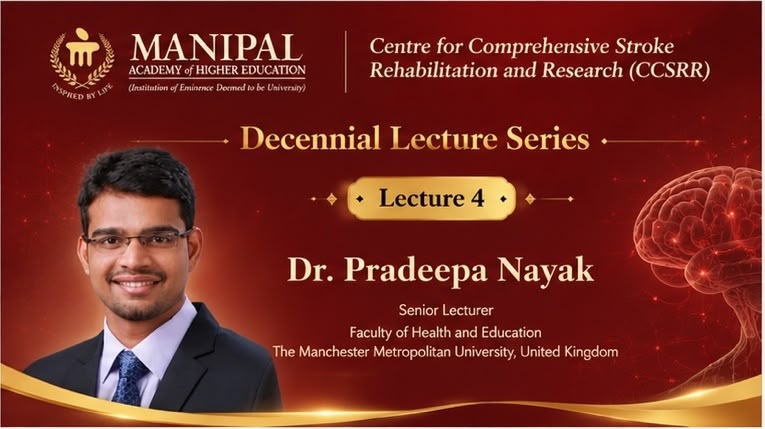 MANIPAL
ACADEMY of HIGHER EDUCATION
(Institution of Eminence Deemed to be University)
INSPIRED BY LIFE
Centre for Comprehensive Stroke
Rehabilitation and Research (CCSRR)
Decennial Lecture Series
Lecture 4
Dr. Pradeepa Nayak
Senior Lecturer
Faculty of Health and Education
The Manchester Metropolitan University, United Kingdom